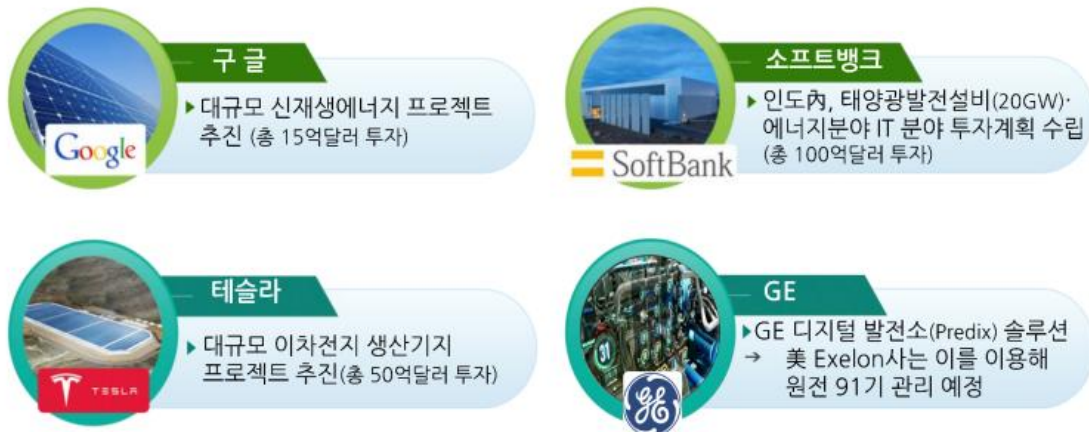 구 글
▶대규모 신재생에너지 프로젝트
추진 (총 15억달러 투자)
Google
소프트뱅크
▶인도內, 태양광발전설비(20GW)·
에너지분야 IT 분야 투자계획 수립
(총 100억달러 투자)
SoftBank
테슬라
▶대규모 이차전지 생산기지
프로젝트 추진(총 50억달러 투자)
TESLA
GE
▶GE 디지털 발전소(Predix) 솔루션
→ 美 Exelon사는 이를 이용해
원전 91기 관리 예정
31
GE